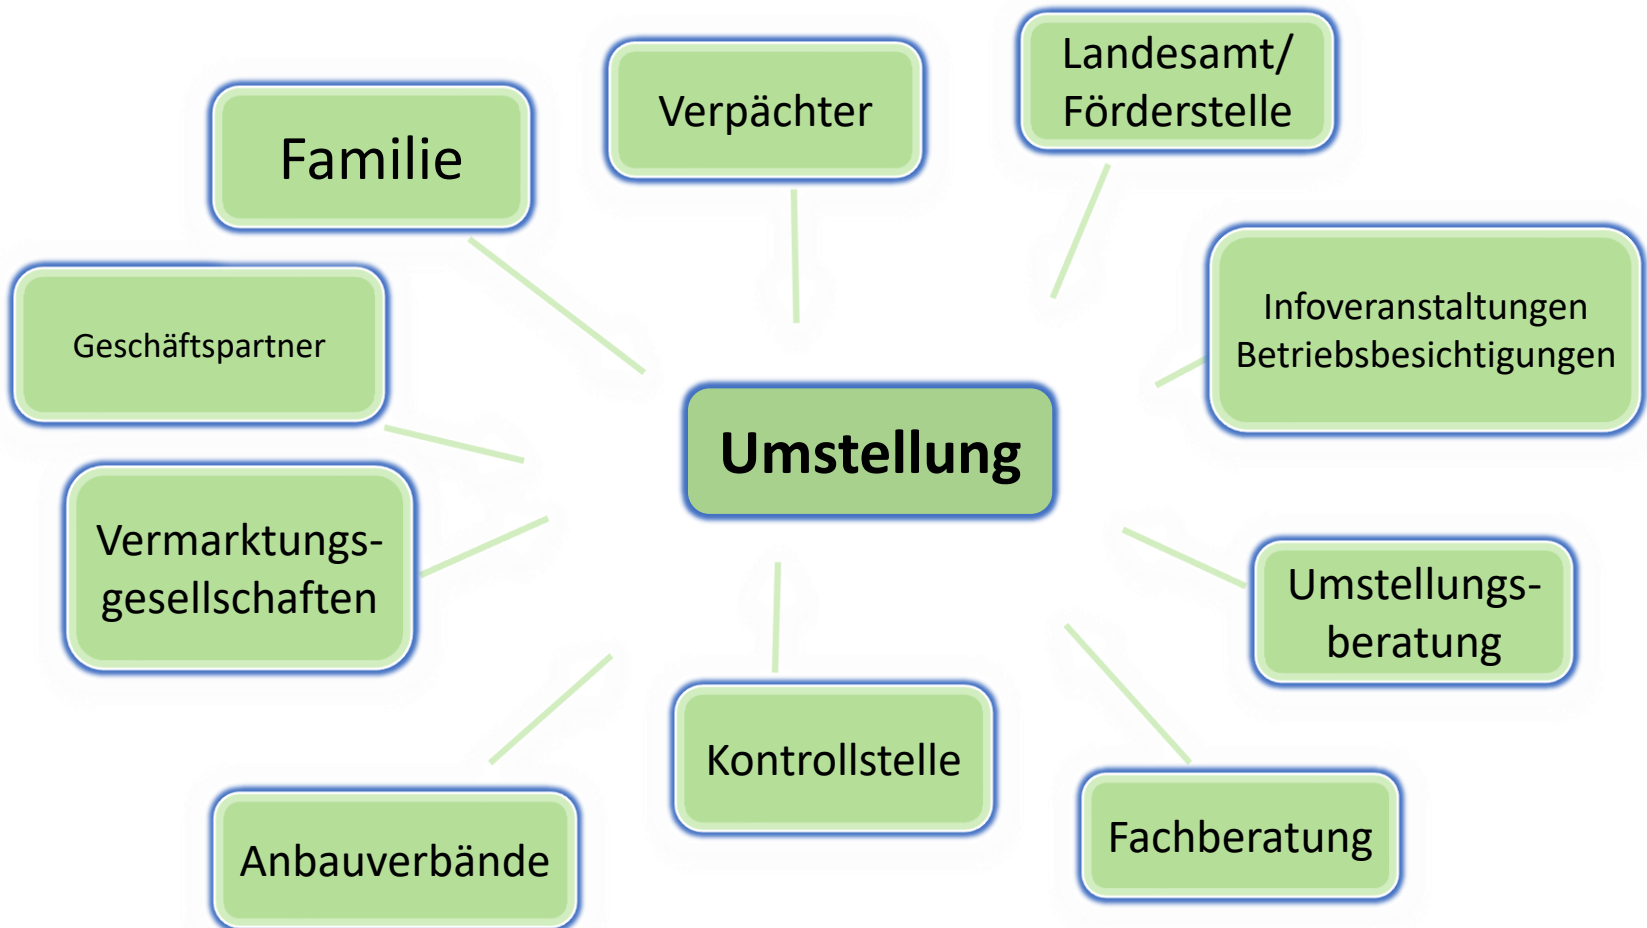 Landesamt/
Förderstelle
Verpächter
Familie
Infoveranstaltungen
Betriebsbesichtigungen
Geschäftspartner
Umstellung
Vermarktungs-
gesellschaften
Umstellungs-
beratung
Kontrollstelle
Fachberatung
Anbauverbände